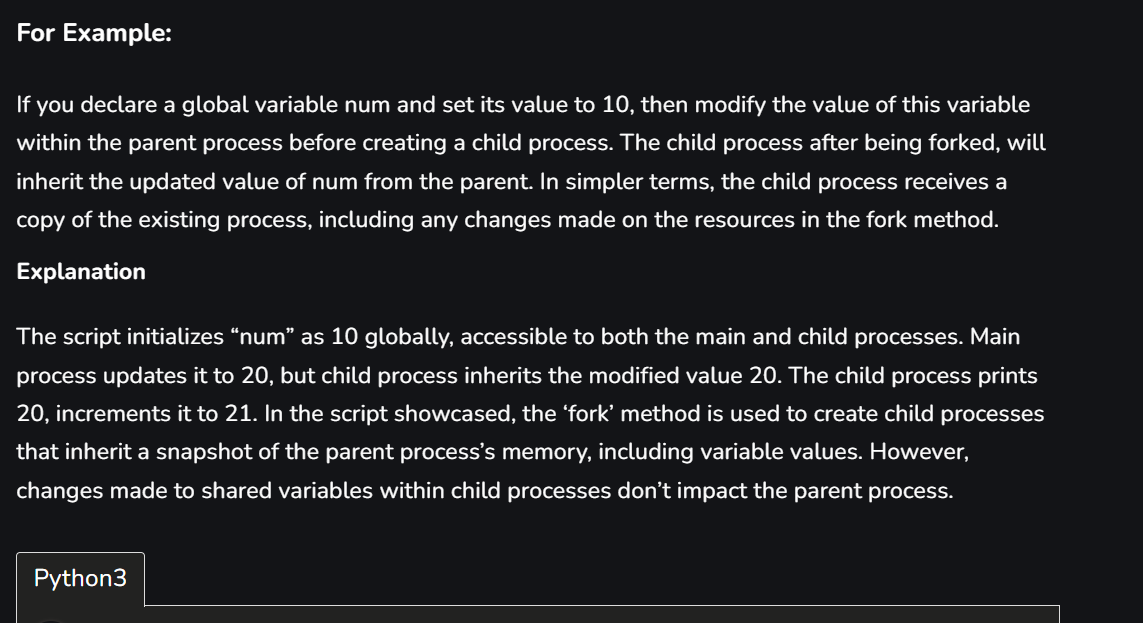 For Example:
If you declare a global variable num and set its value to 10, then modify the value of this variable
within the parent process before creating a child process. The child process after being forked, will
inherit the updated value of num from the parent. In simpler terms, the child process receives a
copy of the existing process, including any changes made on the resources in the fork method.
Explanation
The script initializes “num” as 10 globally, accessible to both the main and child processes. Main
process updates it to 20, but child process inherits the modified value 20. The child process prints
20, increments it to 21. In the script showcased, the ‘fork’ method is used to create child processes
that inherit a snapshot of the parent process’s memory, including variable values. However,
changes made to shared variables within child processes don’t impact the parent process.
Python3